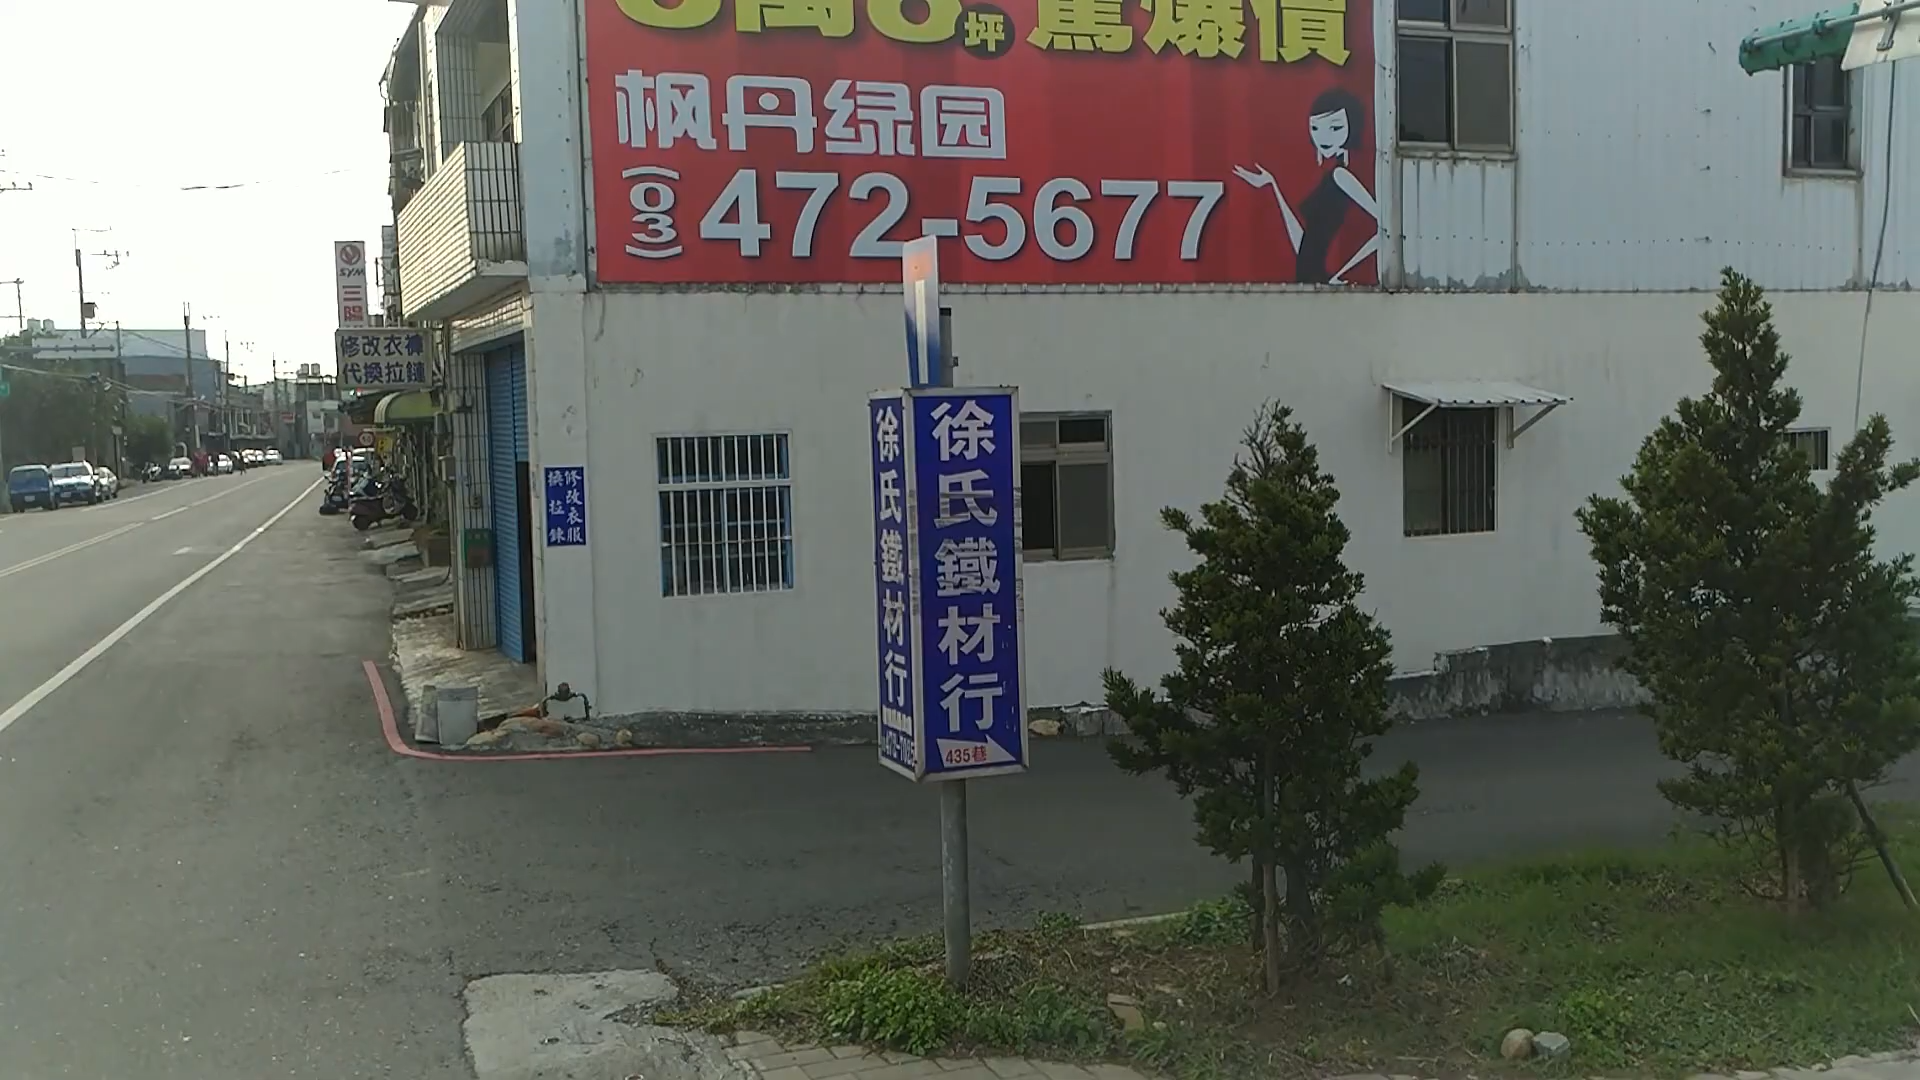 坪 驚爆價
枫丹绿园
(03) 472-5677
SYM
三陽
修改衣褲
代換拉鏈
修改衣服
換拉鍊
徐氏鐵材行
徐氏鐵材行
435巷